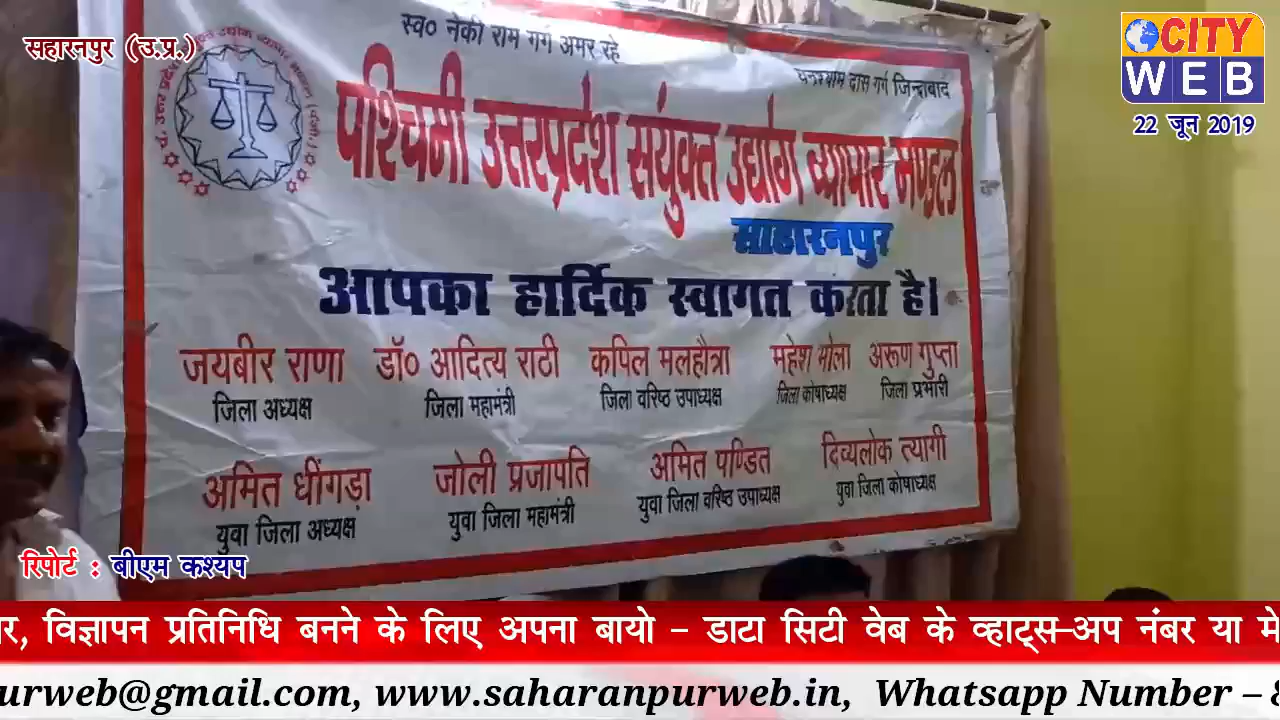 सहारनपुर (उ.प्र.)
CITY
WEB
22 जून 2019
स्व० नेकी राम गर्ग अमर रहे
घनश्याम दास गर्ग जिन्दाबाद
पश्चिमी उत्तरप्रदेश संयुक्त उद्योग व्यापार मण्डल
साहारनपुर
आपका हार्दिक स्वागत करता है।
जयबीर राणा डॉ० आदित्य राठी कपिल मलहौत्रा महेश भोला अरूण गुप्ता
जिला अध्यक्ष जिला महामंत्री जिला वरिष्ठ उपाध्यक्ष जिला कोषाध्यक्ष जिला प्रभारी
अमित धींगड़ा जोली प्रजापति अमित पण्डित दिव्यलोक त्यागी
युवा जिला अध्यक्ष युवा जिला महामंत्री युवा जिला वरिष्ठ उपाध्यक्ष युवा जिला कोषाध्यक्ष
रिपोर्ट : बीएम कश्यप
र, विज्ञापन प्रतिनिधि बनने के लिए अपना बायो – डाटा सिटी वेब के व्हाट्स–अप नंबर या मे
urweb@gmail.com, www.saharanpurweb.in, Whatsapp Number – 8